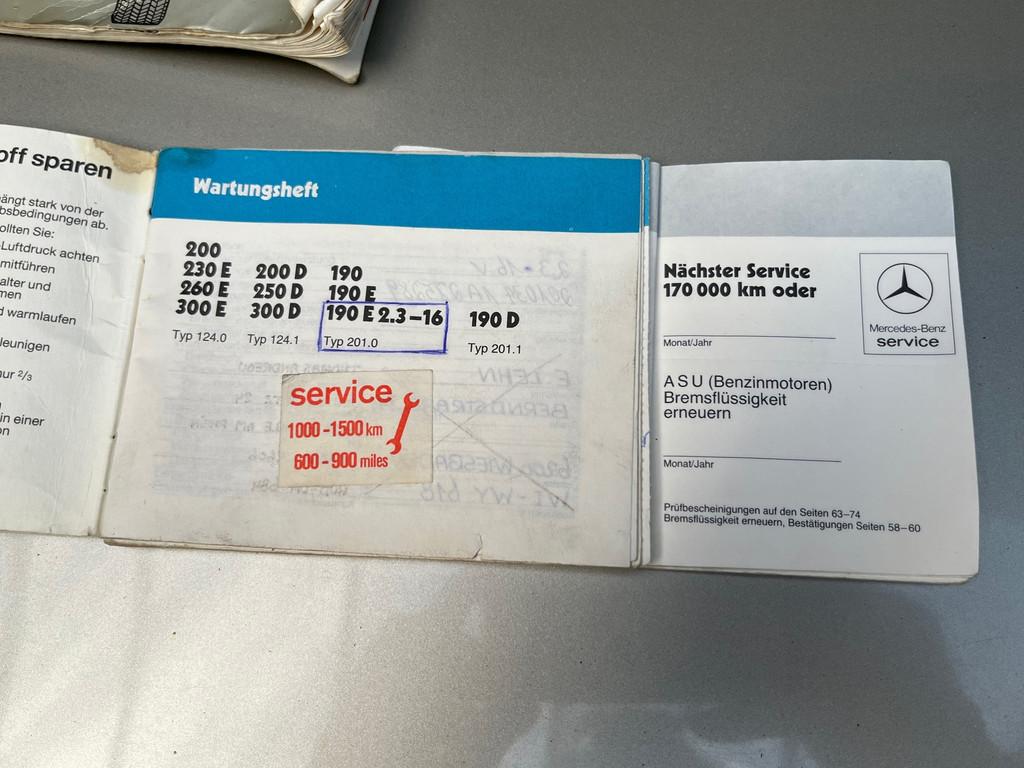 off sparen
ängt stark von der
bsbedingungen ab.
ollten Sie:
-Luftdruck achten
mitführen
alter und
men
d warmlaufen
leunigen
nur 2/3
in einer
on
Wartungsheft
200
230 E 200 D 190
260 E 250 D 190 E
300 E 300 D 190 E 2.3–16 190 D
Typ 124.0 Typ 124.1 Typ 201.0 Typ 201.1
service
1000-1500 km
600-900 miles
Nächster Service
170 000 km oder
Monat/Jahr
Mercedes-Benz
service
A S U (Benzinmotoren)
Bremsflüssigkeit
erneuern
Monat/Jahr
Prüfbescheinigungen auf den Seiten 63–74
Bremsflüssigkeit erneuern, Bestätigungen Seiten 58–60